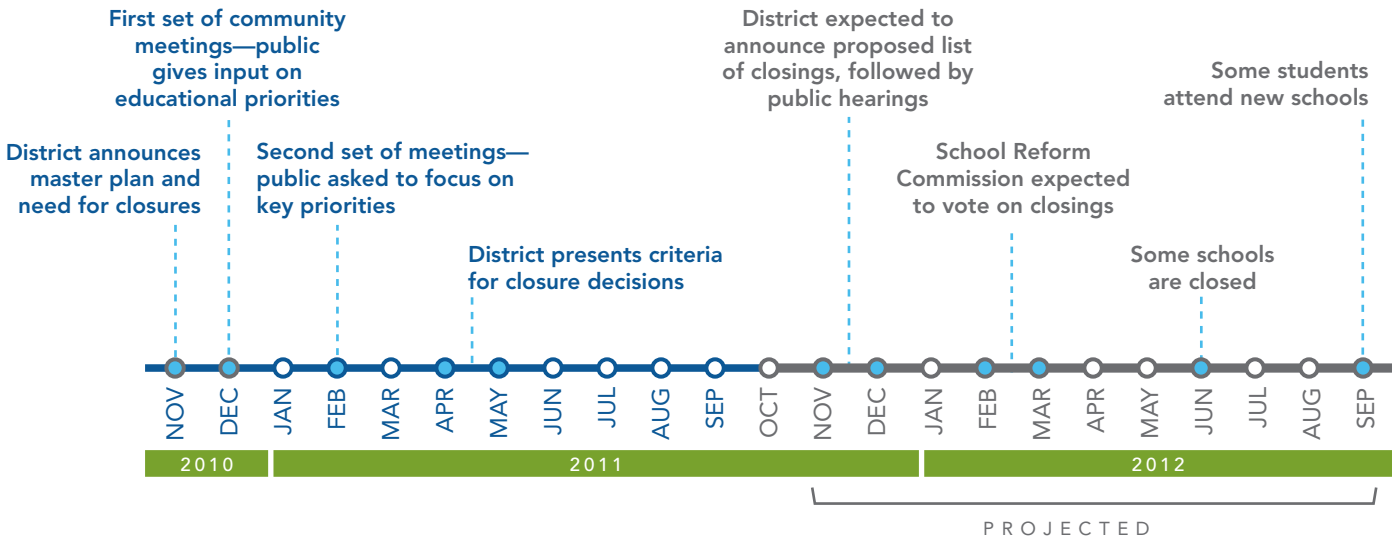 First set of community
meetings—public
gives input on
educational priorities
District announces
master plan and
need for closures
Second set of meetings—
public asked to focus on
key priorities
District presents criteria
for closure decisions
District expected to
announce proposed list
of closings, followed by
public hearings
School Reform
Commission expected
to vote on closings
Some schools
are closed
Some students
attend new schools
NOV
DEC
JAN
FEB
MAR
APR
MAY
JUN
JUL
AUG
SEP
OCT
NOV
DEC
JAN
FEB
MAR
APR
MAY
JUN
JUL
AUG
SEP
2010
2011
2012
PROJECTED